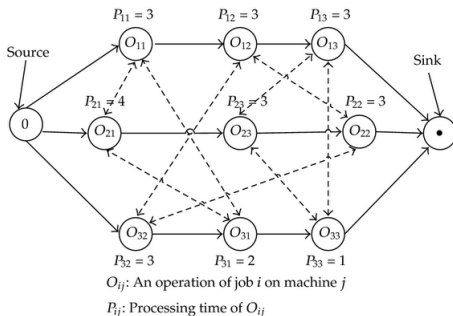 P11 = 3 P12 = 3 P13 = 3
O11 O12 O13
Source
Sink
P21 = 4 P23 = 3 P22 = 3
0 O21 O23 O22
O32 O31 O33
P32 = 3 P31 = 2 P33 = 1
Oij: An operation of job i on machine j
Pij: Processing time of Oij